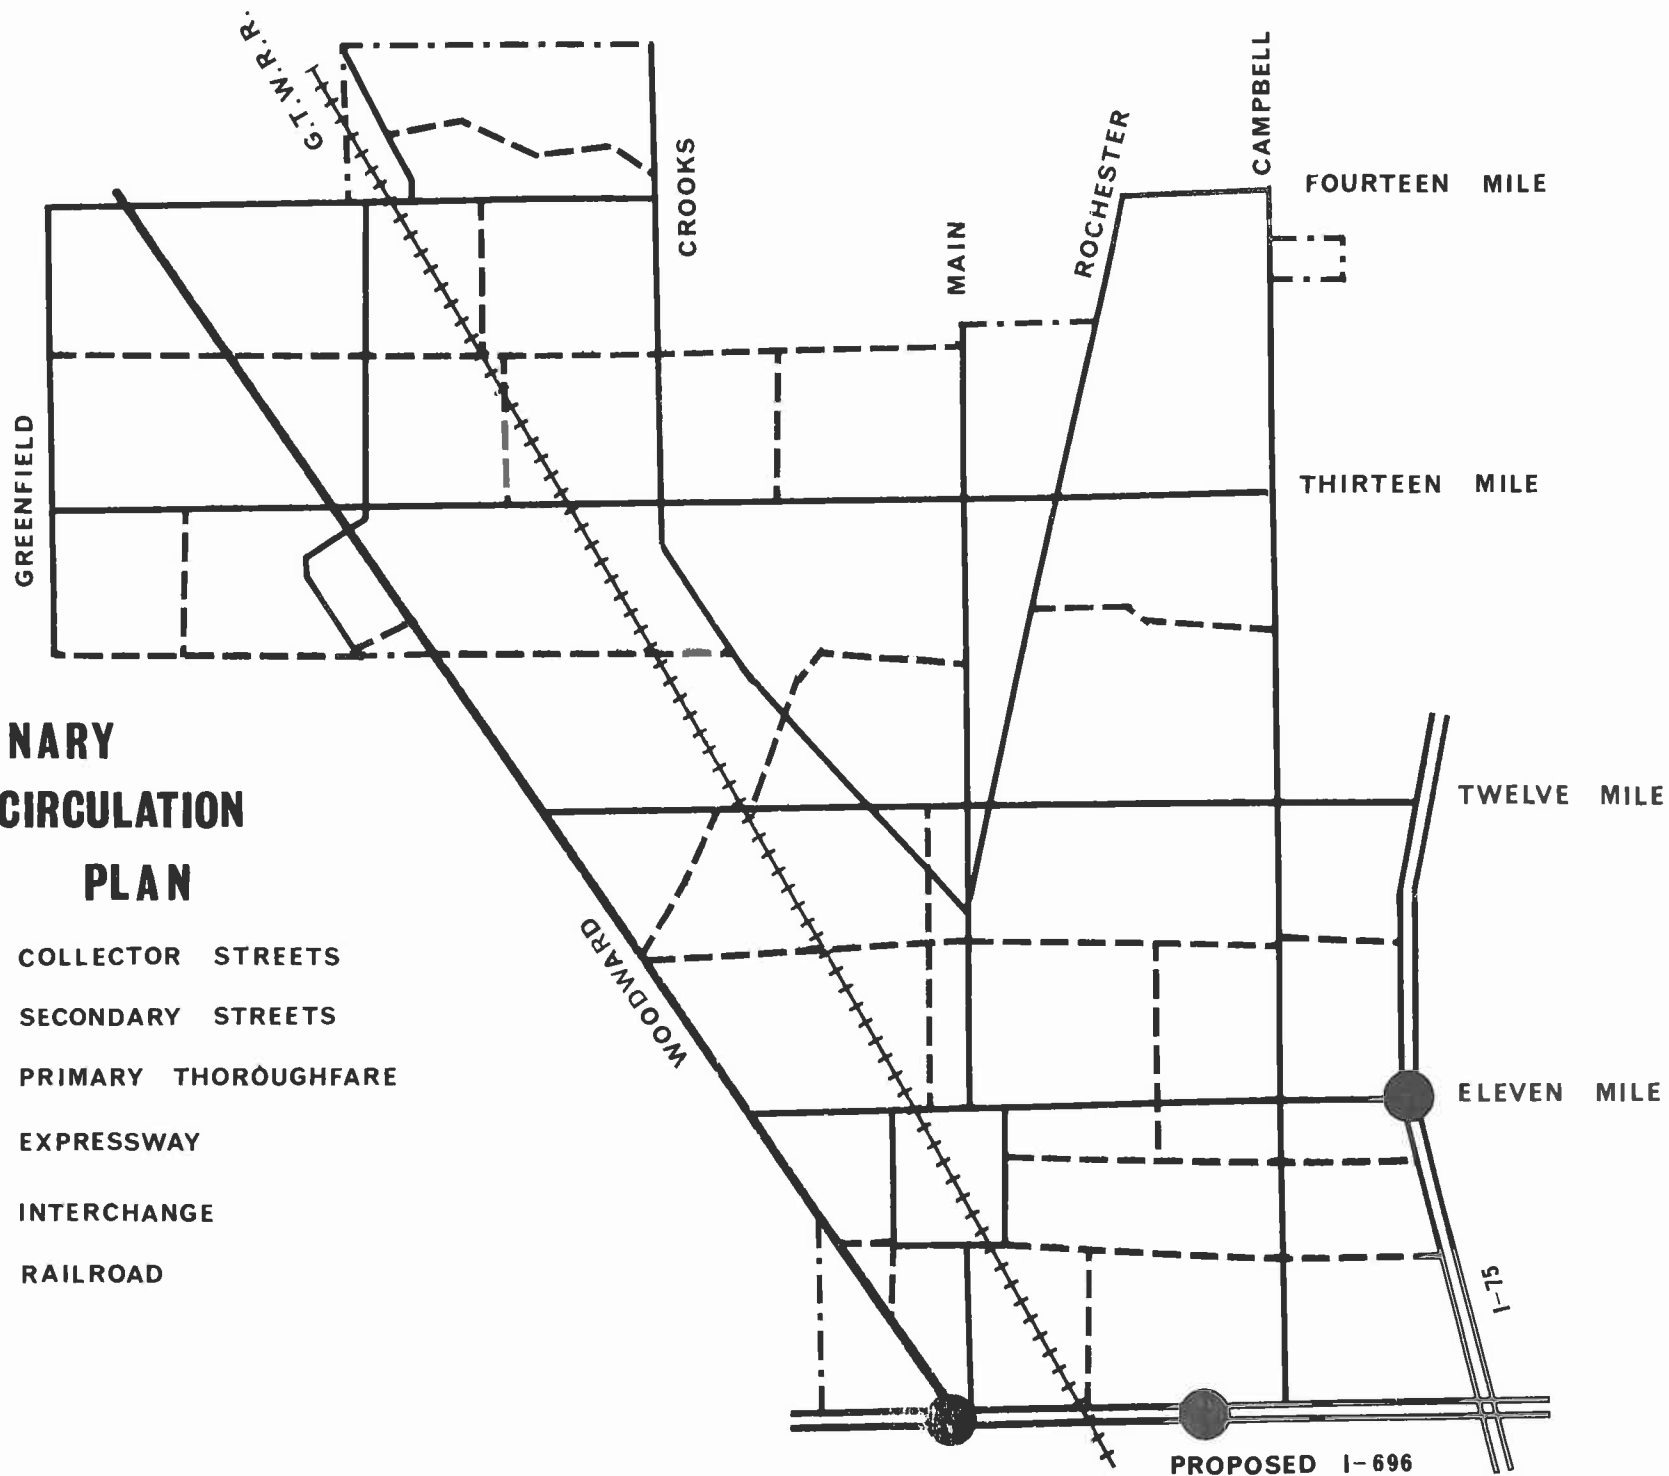 G.T.W.R.R.
CROOKS
MAIN
ROCHESTER
CAMPBELL
FOURTEEN MILE
GREENFIELD
THIRTEEN MILE
NARY
CIRCULATION
PLAN
TWELVE MILE
WOODWARD
COLLECTOR STREETS
SECONDARY STREETS
PRIMARY THOROUGHFARE
EXPRESSWAY
INTERCHANGE
RAILROAD
ELEVEN MILE
I-75
PROPOSED I-696